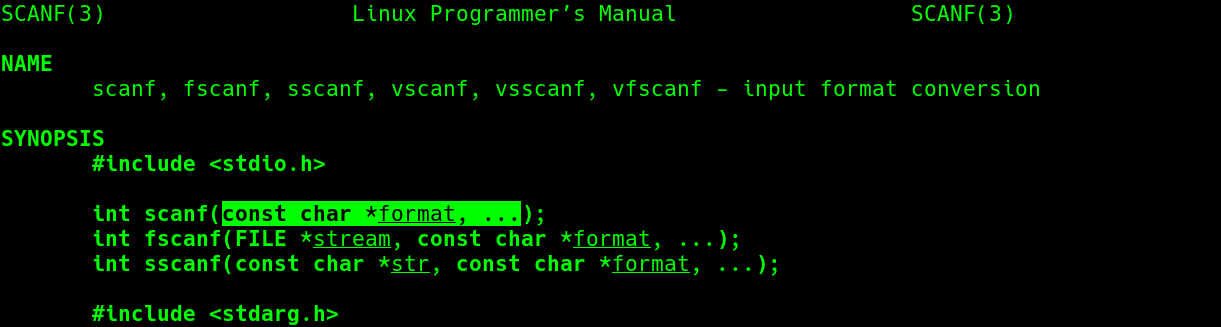 SCANF(3) Linux Programmer’s Manual SCANF(3)
NAME
scanf, fscanf, sscanf, vscanf, vsscanf, vfscanf - input format conversion
SYNOPSIS
#include <stdio.h>
int scanf(const char *format, ...);
int fscanf(FILE *stream, const char *format, ...);
int sscanf(const char *str, const char *format, ...);
#include <stdarg.h>